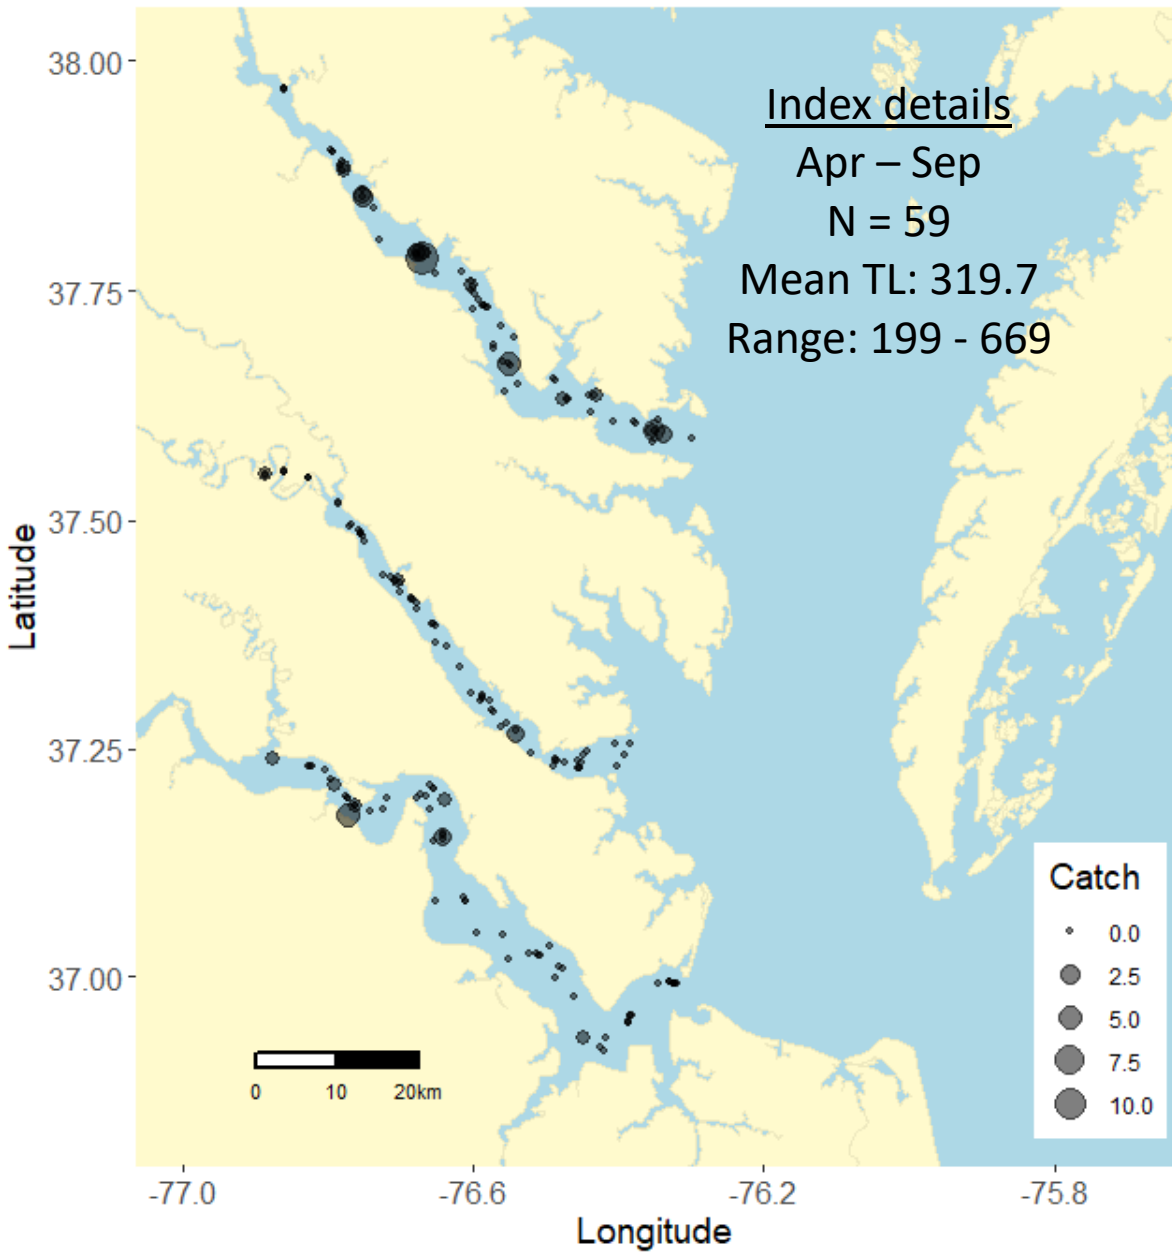 38.00
37.75
37.50
37.25
37.00
Latitude
Index details
Apr – Sep
N = 59
Mean TL: 319.7
Range: 199 - 669
Catch
0.0
2.5
5.0
7.5
10.0
0 10 20km
-77.0 -76.6 -76.2 -75.8
Longitude